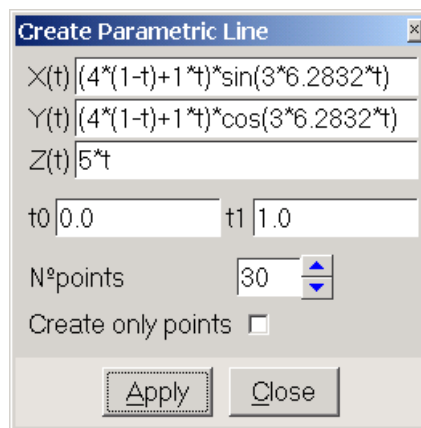 Create Parametric Line
X(t) (4*(1-t)+1*t)*sin(3*6.2832*t)
Y(t) (4*(1-t)+1*t)*cos(3*6.2832*t)
Z(t) 5*t
t0 0.0 t1 1.0
Nºpoints 30
Create only points
Apply Close